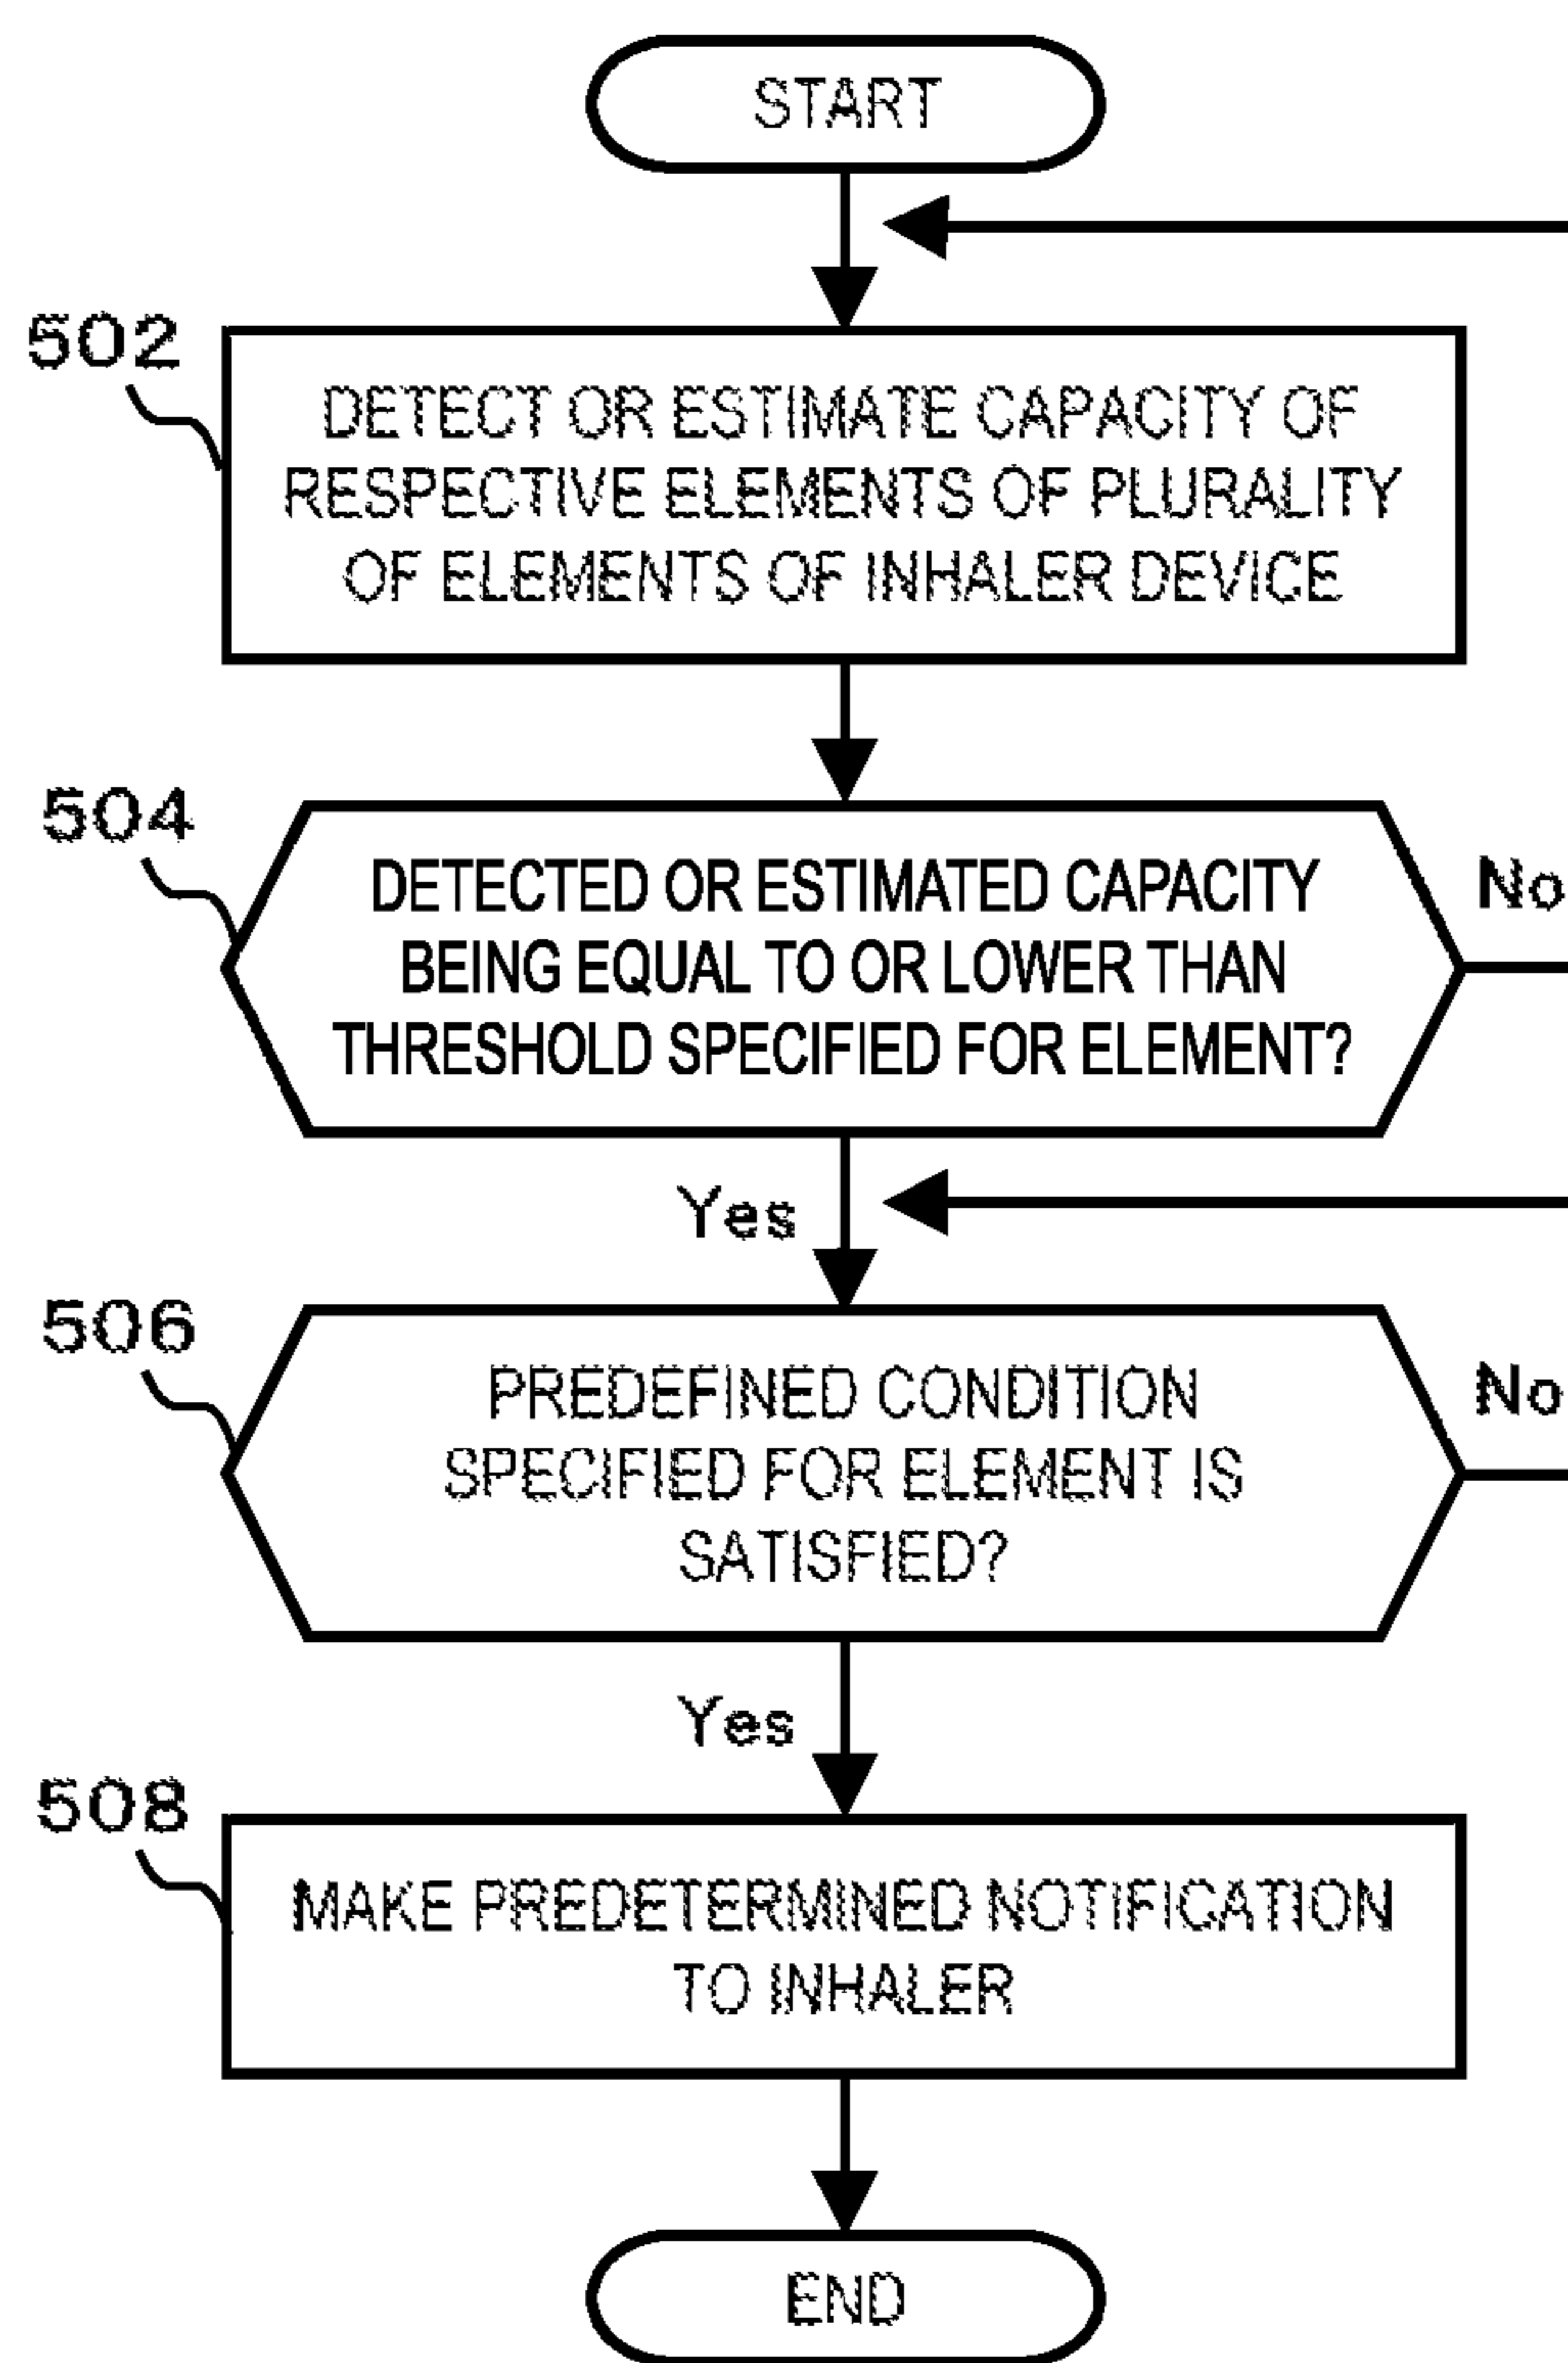 START
502
DETECT OR ESTIMATE CAPACITY OF
RESPECTIVE ELEMENTS OF PLURALITY
OF ELEMENTS OF INHALER DEVICE
504
DETECTED OR ESTIMATED CAPACITY
BEING EQUAL TO OR LOWER THAN
THRESHOLD SPECIFIED FOR ELEMENT?
No
Yes
506
PREDEFINED CONDITION
SPECIFIED FOR ELEMENT IS
SATISFIED?
No
Yes
508
MAKE PREDETERMINED NOTIFICATION
TO INHALER
END